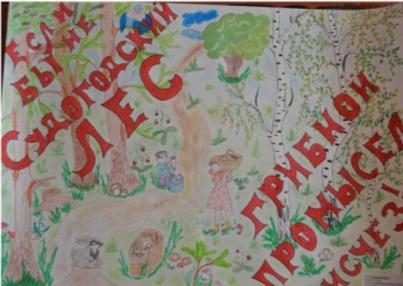 ЕСЛИ
БЫ НЕ
СУДОГОДСКИЙ
ЛЕС
ГРИБНОЙ
ПРОМЫСЕЛ
ИСЧЕЗ!